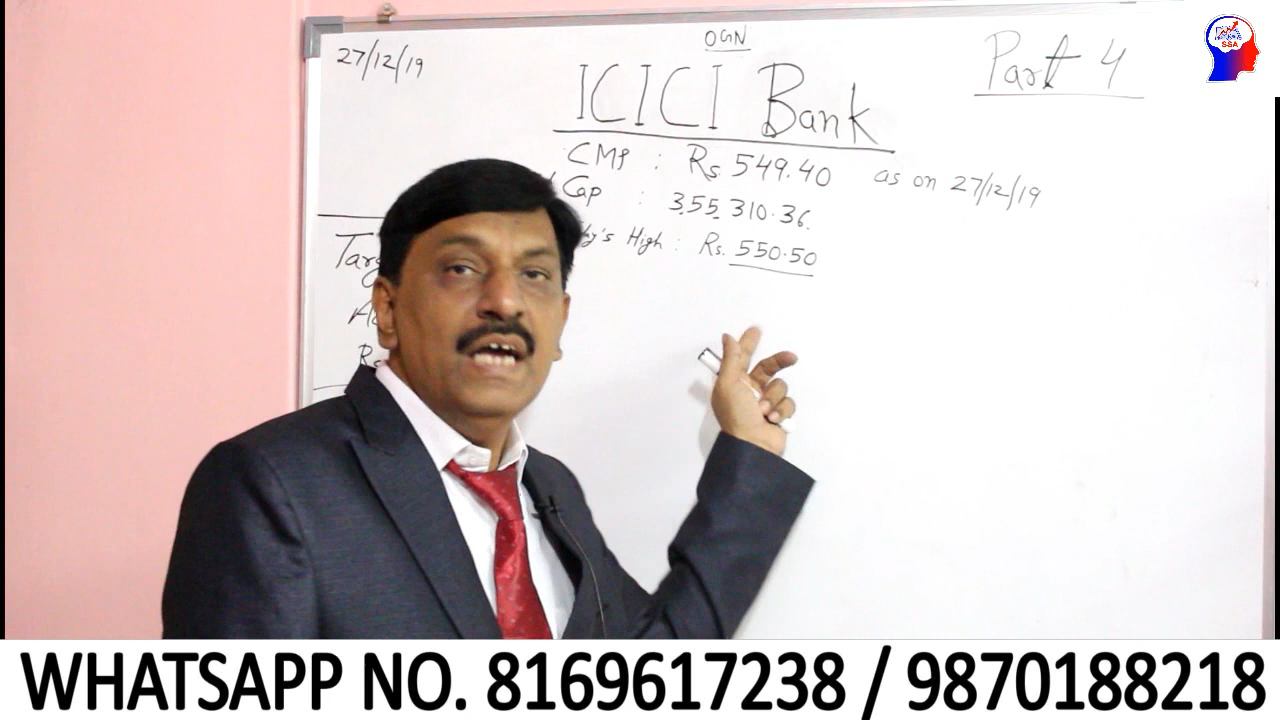 27/12/19
OGN
Part 4
SSA
ICICI Bank
CMP : Rs. 549.40 as on 27/12/19
Cap : 3,55,310.36
High : Rs. 550.50
WHATSAPP NO. 8169617238 / 9870188218